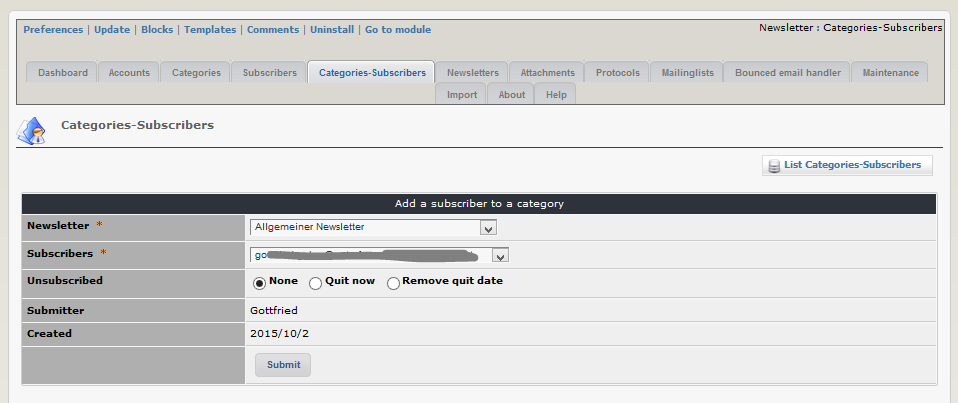 Preferences | Update | Blocks | Templates | Comments | Uninstall | Go to module
Newsletter : Categories-Subscribers
Dashboard Accounts Categories Subscribers Categories-Subscribers Newsletters Attachments Protocols Mailinglists Bounced email handler Maintenance
Import About Help
Categories-Subscribers
List Categories-Subscribers
Add a subscriber to a category
Newsletter * Allgemeiner Newsletter
Subscribers * go
Unsubscribed None Quit now Remove quit date
Submitter Gottfried
Created 2015/10/2
Submit